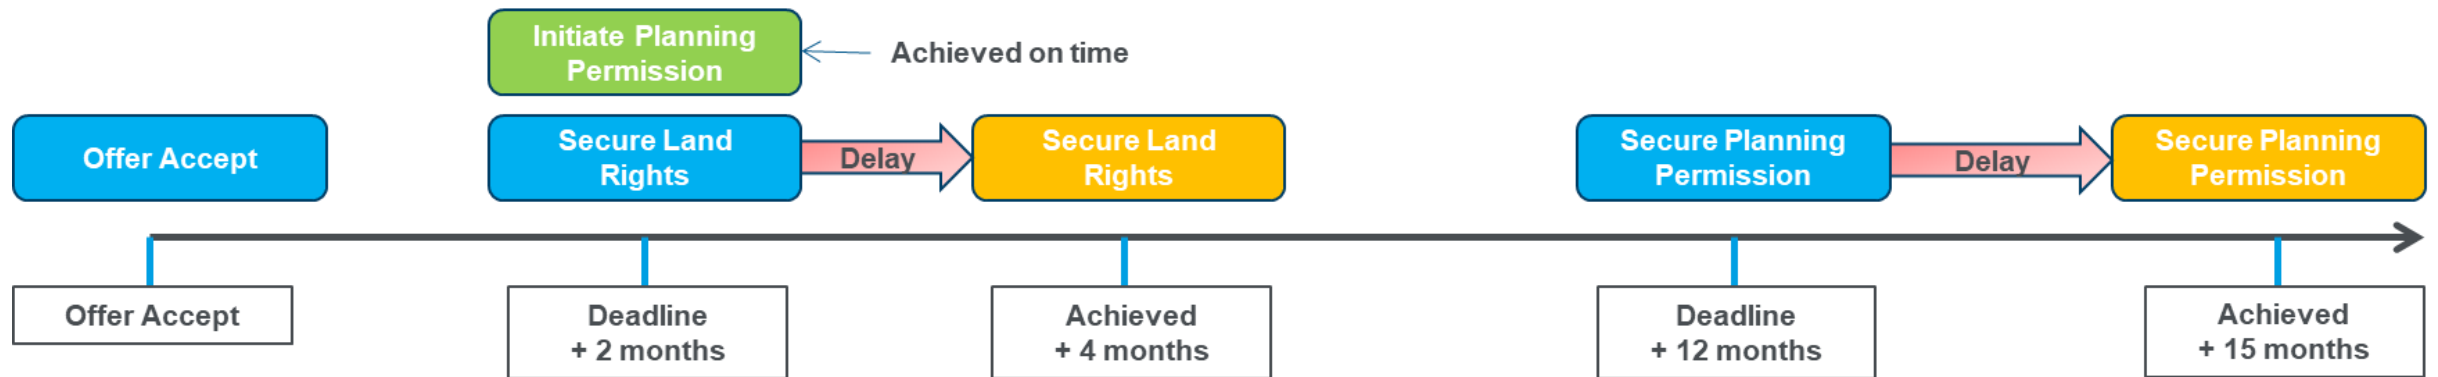 Initiate Planning
Permission
Achieved on time
Offer Accept
Secure Land
Rights
Delay
Secure Land
Rights
Secure Planning
Permission
Delay
Secure Planning
Permission
Offer Accept
Deadline
+ 2 months
Achieved
+ 4 months
Deadline
+ 12 months
Achieved
+ 15 months